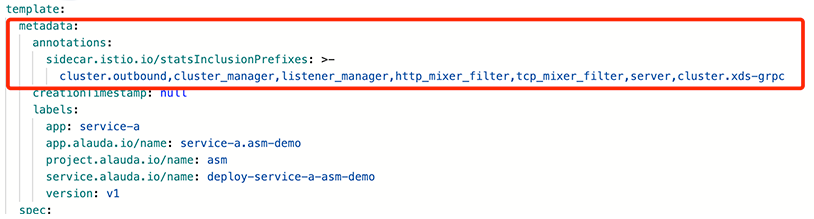 template:
metadata:
annotations:
sidecar.istio.io/statsInclusionPrefixes: >-
cluster.outbound,cluster_manager,listener_manager,http_mixer_filter,tcp_mixer_filter,server,cluster.xds-grpc
creationTimestamp: null
labels:
app: service-a
app.alauda.io/name: service-a.asm-demo
project.alauda.io/name: asm
service.alauda.io/name: deploy-service-a-asm-demo
version: v1
spec: